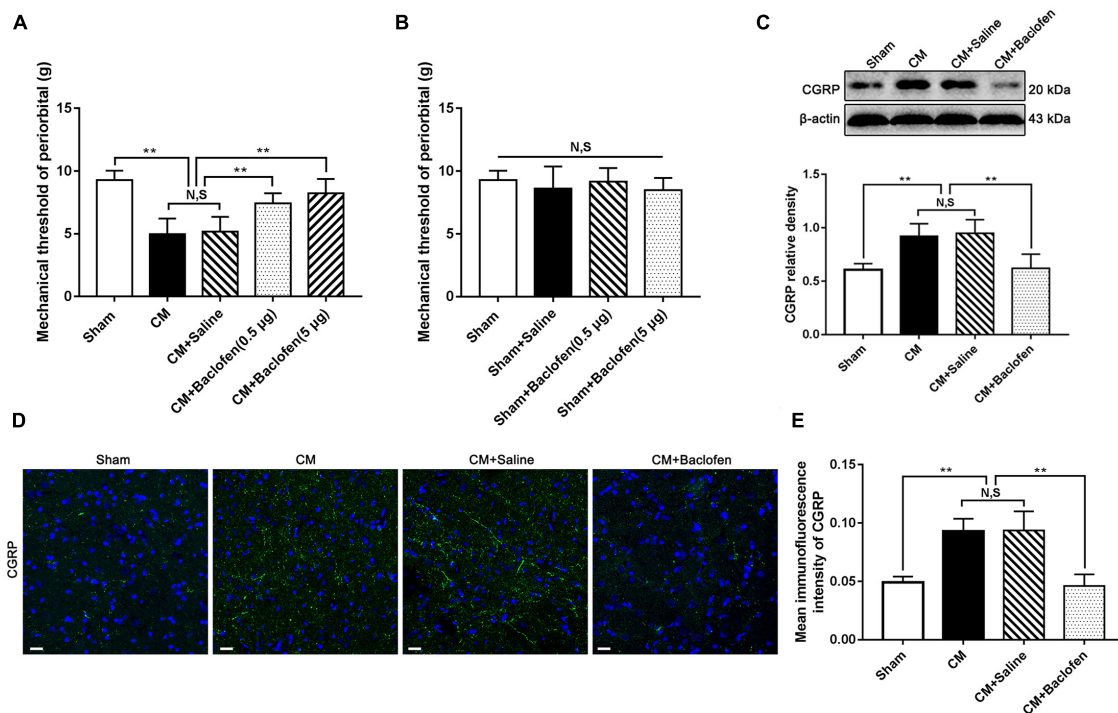 A
Mechanical threshold of periorbital (g)
15
10
5
0
**
**
**
N,S
Sham
CM
CM+Saline
CM+Baclofen(0.5 µg)
CM+Baclofen(5 µg)
B
Mechanical threshold of periorbital (g)
15
10
5
0
N,S
Sham
Sham+Saline
Sham+Baclofen(0.5 µg)
Sham+Baclofen(5 µg)
C
Sham
CM
CM+Saline
CM+Baclofen
CGRP
20 kDa
β-actin
43 kDa
CGRP relative density
1.5
1.0
0.5
0.0
**
**
N,S
Sham
CM
CM+Saline
CM+Baclofen
D
Sham
CM
CM+Saline
CM+Baclofen
CGRP
E
Mean immunofluorescence
intensity of CGRP
0.15
0.10
0.05
0.00
**
**
N,S
Sham
CM
CM+Saline
CM+Baclofen